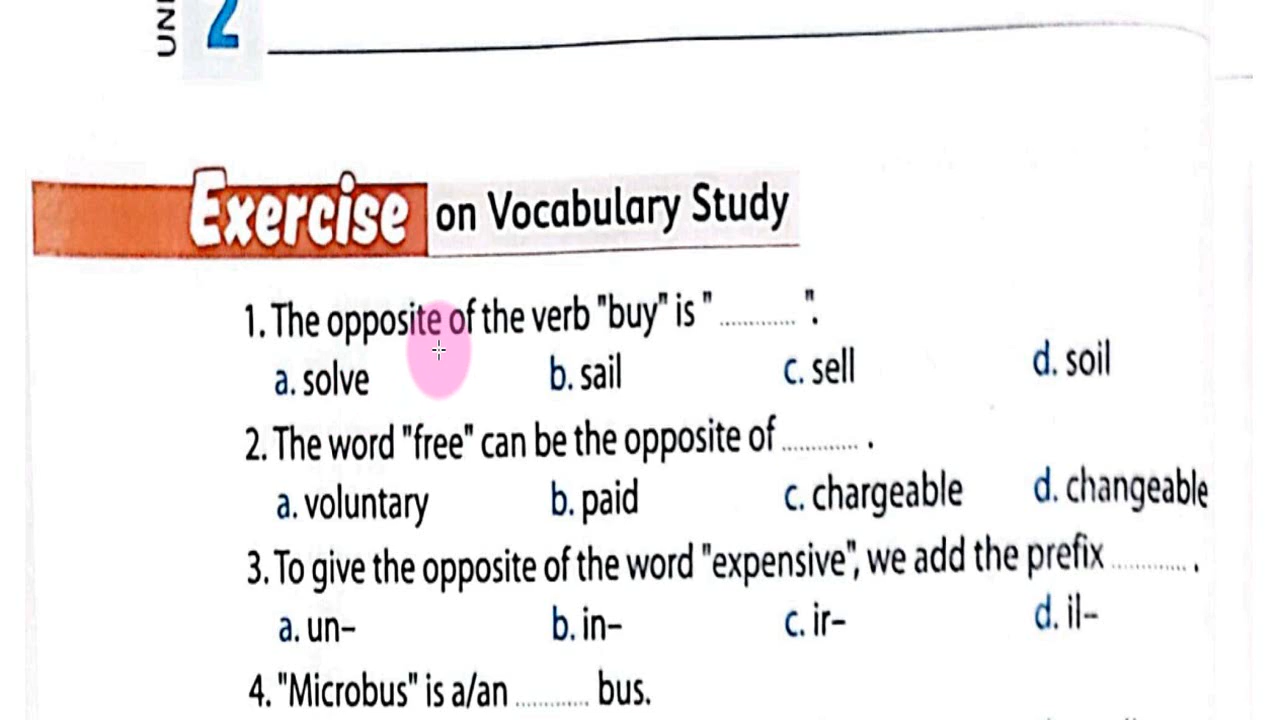 UNI
2
Exercise on Vocabulary Study
1. The opposite of the verb "buy" is " ............ ".
a. solve b. sail c. sell d. soil
2. The word "free" can be the opposite of ............ .
a. voluntary b. paid c. chargeable d. changeable
3. To give the opposite of the word "expensive", we add the prefix ............ .
a. un– b. in– c. ir– d. il–
4. "Microbus" is a/an ............ bus.